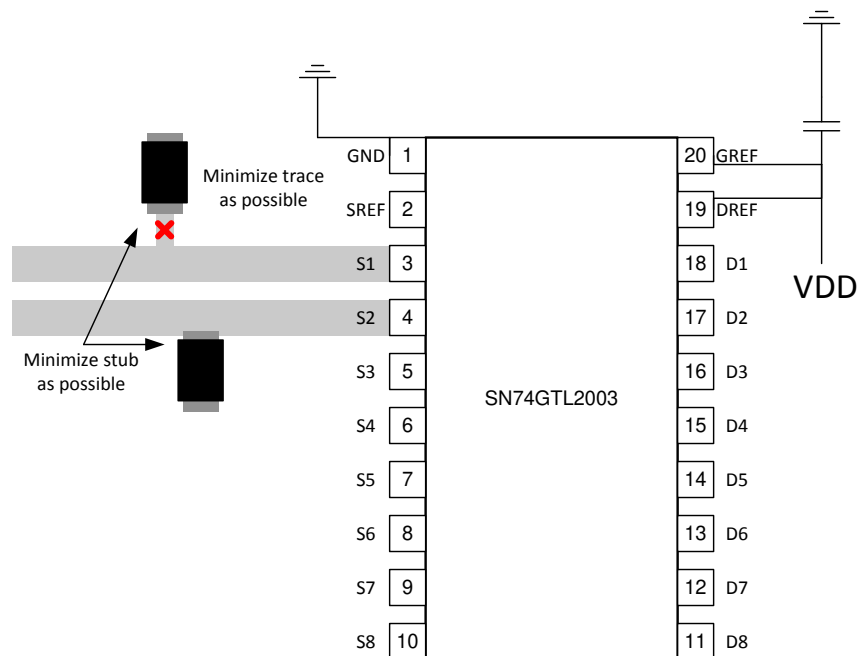 GND 1
20 GREF
Minimize trace
as possible
SREF 2
19 DREF
S1 3
18 D1
VDD
S2 4
17 D2
Minimize stub
as possible
S3 5
16 D3
SN74GTL2003
S4 6
15 D4
S5 7
14 D5
S6 8
13 D6
S7 9
12 D7
S8 10
11 D8